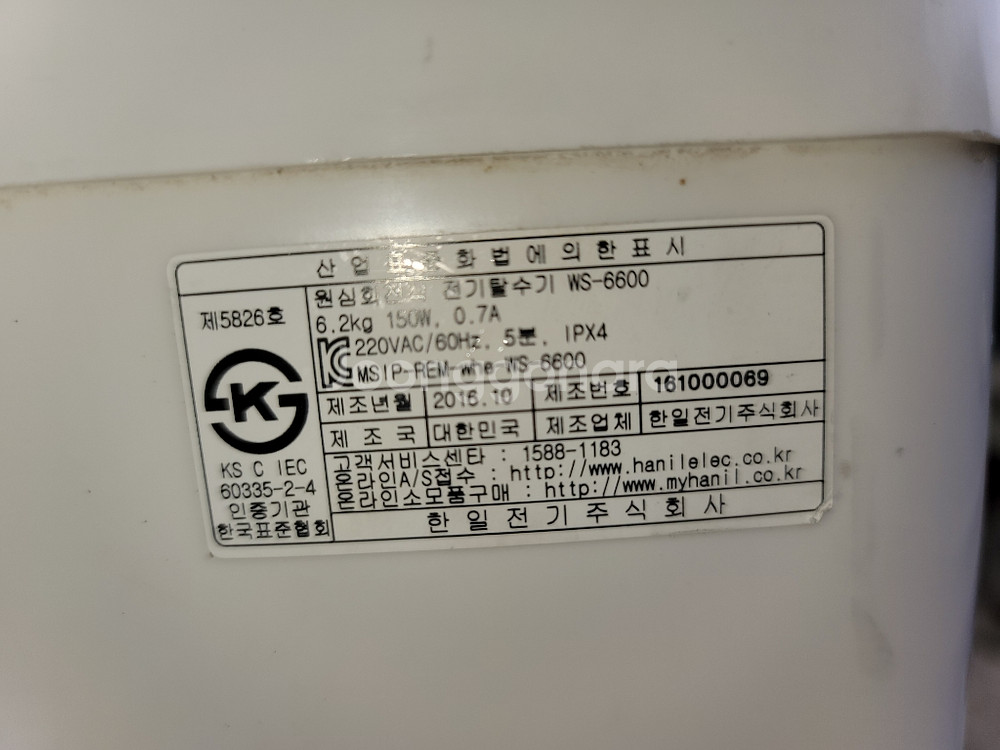 산업표준화법에의한표시
제5826호
KS C IEC
60335-2-4
인증기관
한국표준협회
전기탈수기 WS-6600
6.2kg 150W, 0.7A
220VAC/60Hz, 5분, IPX4
MSIP-REM-whe WS-6600
제조년월 2016.10 제조번호 161000069
제조국 대한민국 제조업체 한일전기주식회사
고객서비스센타 : 1588-1183
온라인A/S접수 : http://www.hanilelec.co.kr
온라인소모품구매 : http://www.myhanil.co.kr
한일전기주식회사
joonggonara